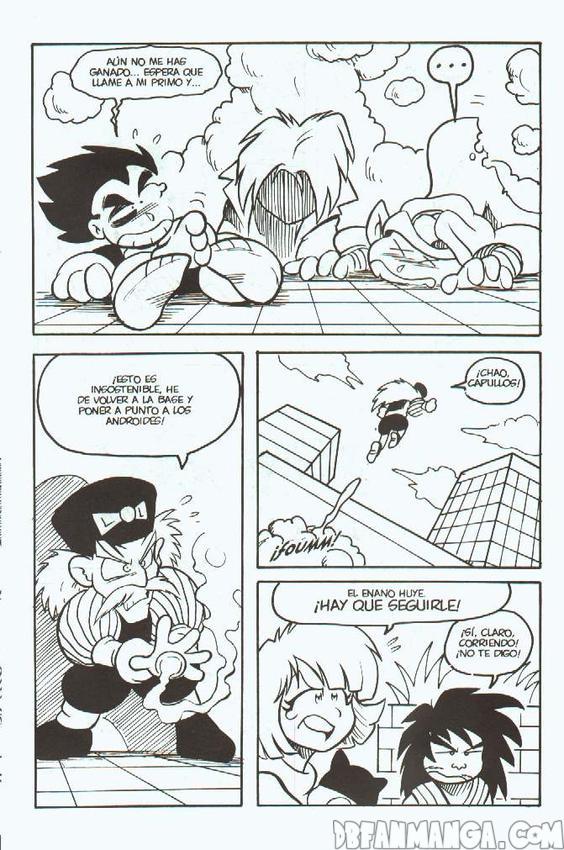 AÚN NO ME HAS
GANADO... ESPERA QUE
LLAME A MI PRIMO Y...
...
¡ESTO ES
INSOSTENIBLE, HE
DE VOLVER A LA BASE Y
PONER A PUNTO A LOS
ANDROIDES!
¡CHAO,
CAPULLOS!
¡FOUMM!
EL ENANO HUYE.
¡HAY QUE SEGUIRLE!
¡SÍ, CLARO,
CORRIENDO!
¡NO TE DIGO!
DBFANMANGA.COM